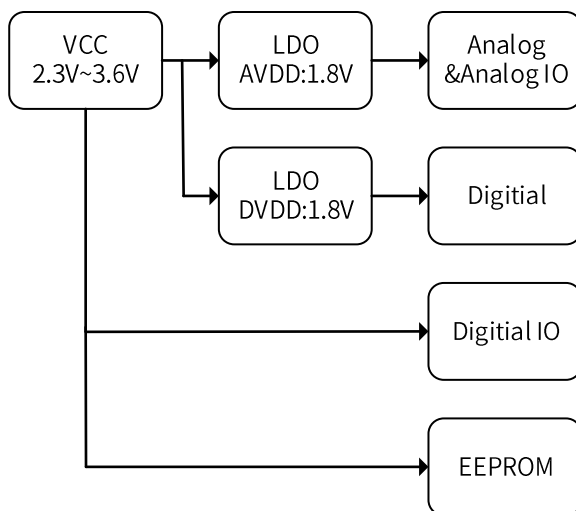 VCC
2.3V~3.6V
LDO
AVDD:1.8V
Analog
&Analog IO
LDO
DVDD:1.8V
Digitial
Digitial IO
EEPROM